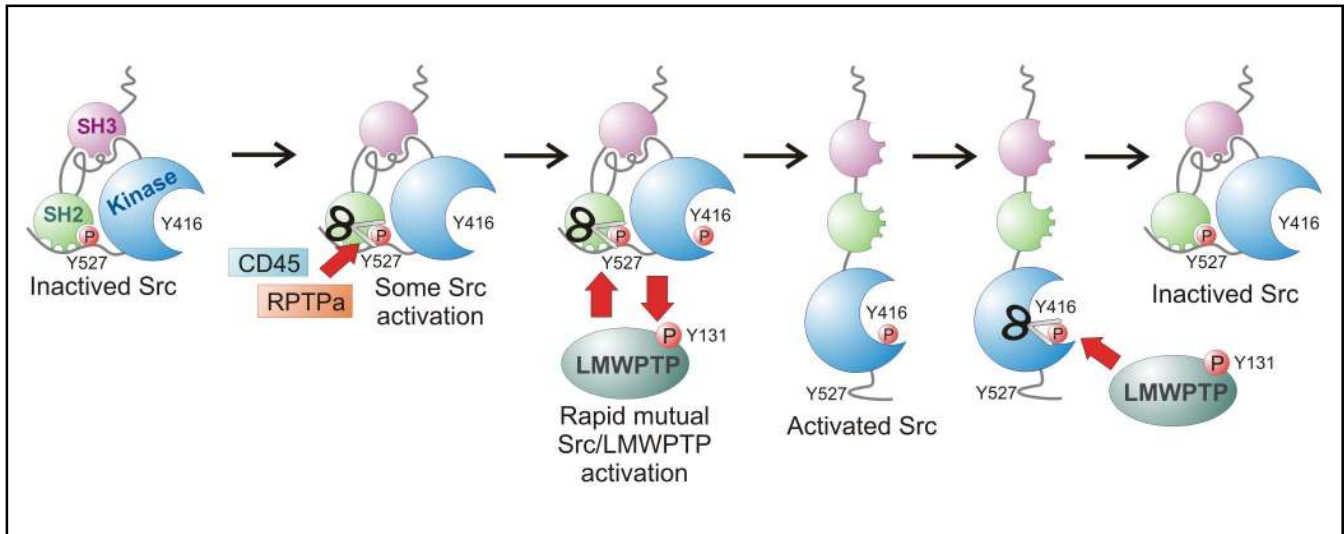 SH3
Kinase
SH2
Y416
P
Y527
Inactived Src
Y416
P
Y527
CD45
RPTPa
Some Src
activation
Y416
P
P
Y527
P
Y131
LMWPTP
Rapid mutual
Src/LMWPTP
activation
Y416
P
Y527
Activated Src
Y416
P
Y527
P
Y131
LMWPTP
Y416
P
Y527
Inactived Src